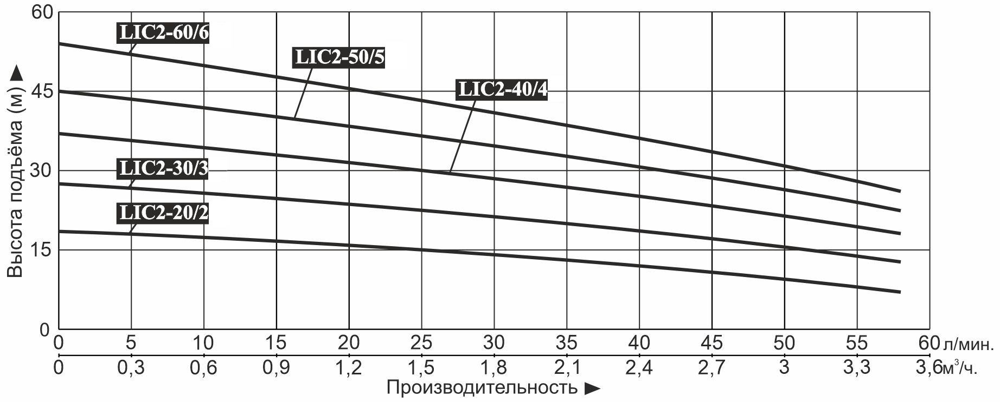 60
LIC2-60/6
LIC2-50/5
LIC2-40/4
45
Высота подъёма (м)
30
LIC2-30/3
LIC2-20/2
15
0
0 5 10 15 20 25 30 35 40 45 50 55 60 л/мин.
0 0,3 0,6 0,9 1,2 1,5 1,8 2,1 2,4 2,7 3 3,3 3,6 м³/ч.
Производительность